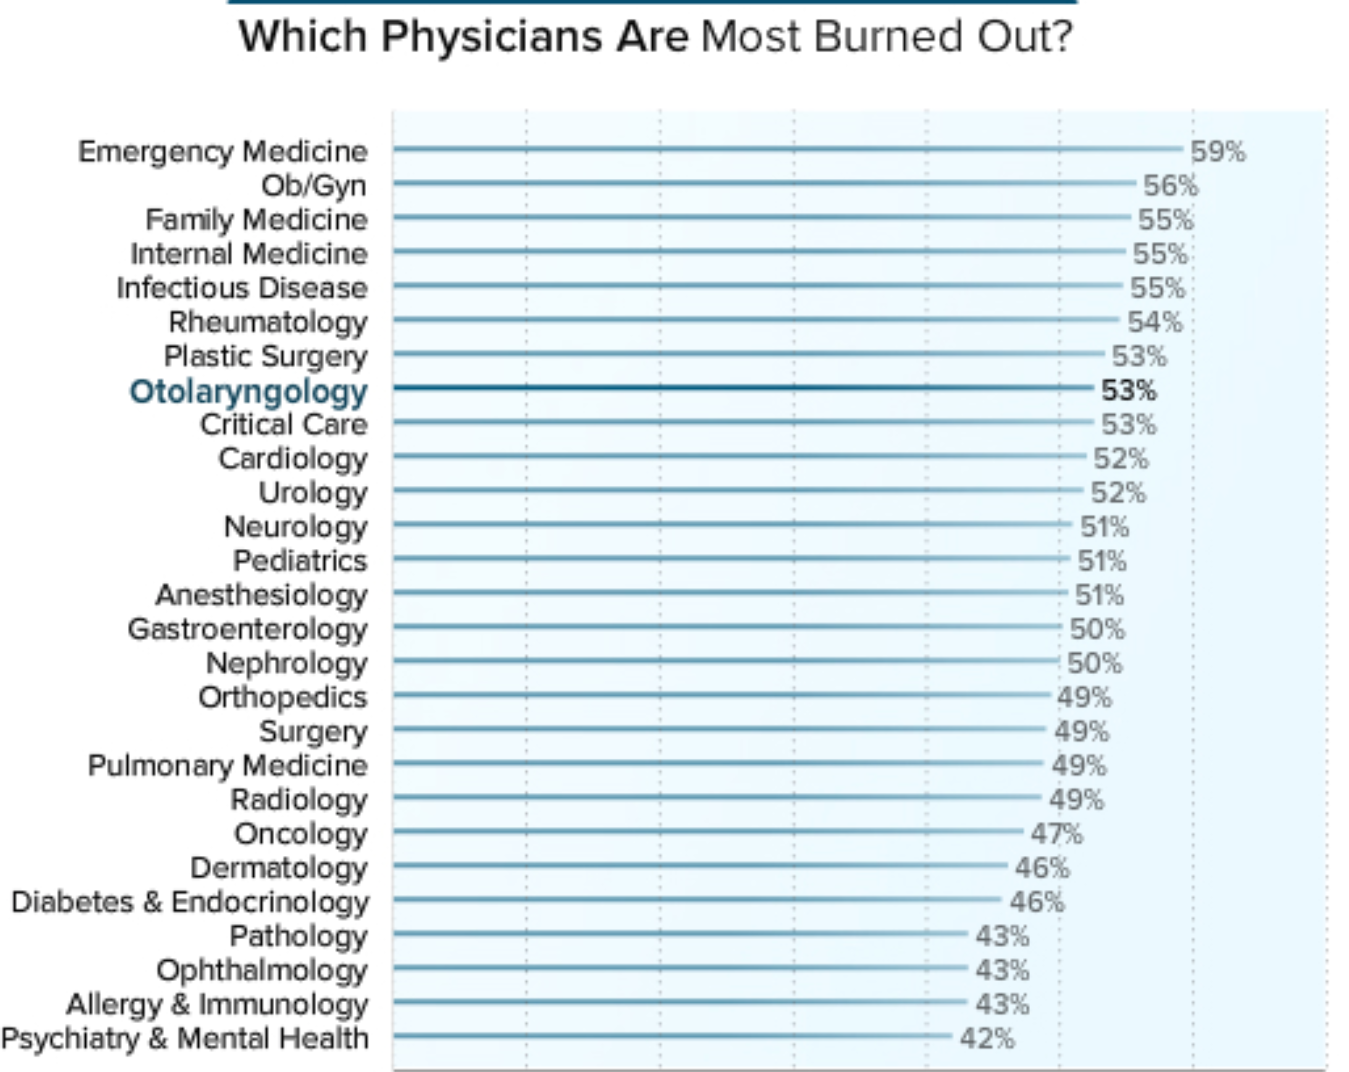 Which Physicians Are Most Burned Out?
Emergency Medicine 59%
Ob/Gyn 56%
Family Medicine 55%
Internal Medicine 55%
Infectious Disease 55%
Rheumatology 54%
Plastic Surgery 53%
Otolaryngology 53%
Critical Care 53%
Cardiology 52%
Urology 52%
Neurology 51%
Pediatrics 51%
Anesthesiology 51%
Gastroenterology 50%
Nephrology 50%
Orthopedics 49%
Surgery 49%
Pulmonary Medicine 49%
Radiology 49%
Oncology 47%
Dermatology 46%
Diabetes & Endocrinology 46%
Pathology 43%
Ophthalmology 43%
Allergy & Immunology 43%
Psychiatry & Mental Health 42%